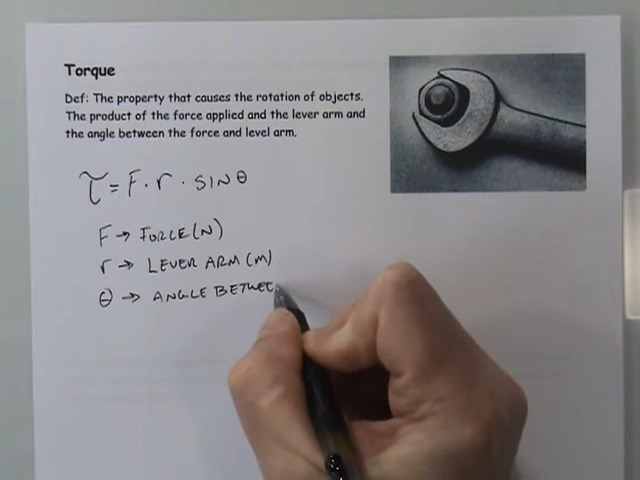 Torque
Def: The property that causes the rotation of objects.
The product of the force applied and the lever arm and
the angle between the force and level arm.
τ = F · r · SIN θ
F → FORCE (N)
r → LEVER ARM (M)
θ → ANGLE BETWEE